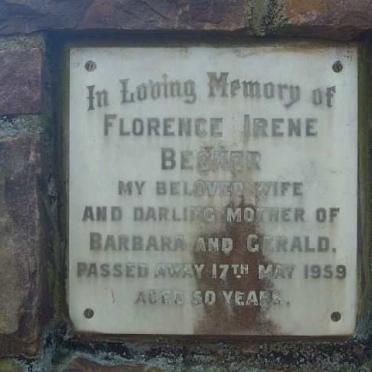 In Loving Memory of
FLORENCE IRENE
BECKER
MY BELOVED WIFE
AND DARLING MOTHER OF
BARBARA AND GERALD.
PASSED AWAY 17TH MAY 1959
AGED YEARS.